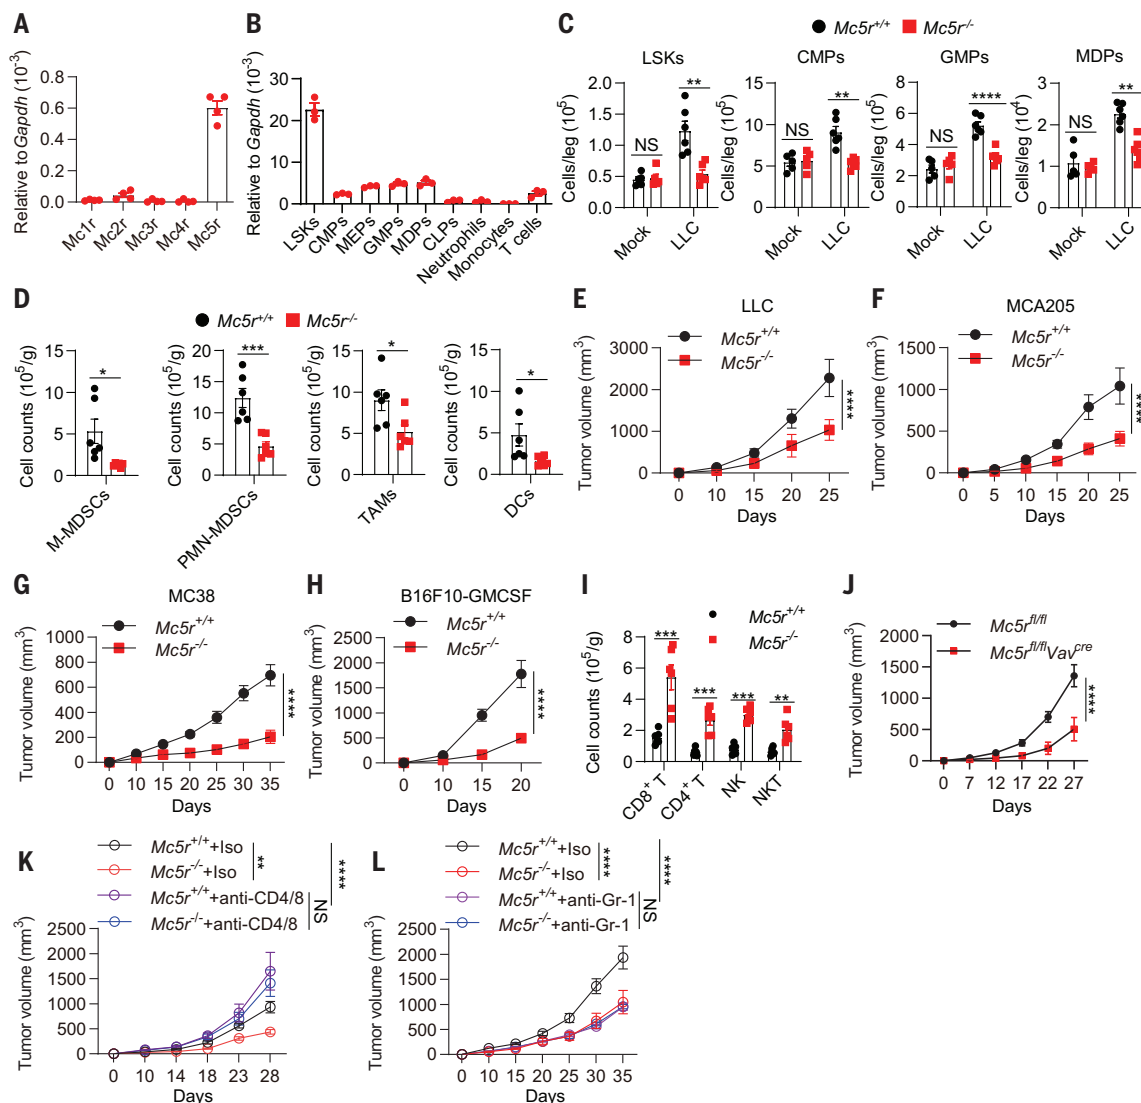 A
Relative to Gapdh (10⁻³)
0.8
0.6
0.4
0.2
0.0
Mc1r
Mc2r
Mc3r
Mc4r
Mc5r
B
Relative to Gapdh (10⁻³)
30
20
10
0
LSKs
CMPs
MEPs
GMPs
MDPs
CLPs
Neutrophils
Monocytes
T cells
C
Mc5r+/+ Mc5r-/-
LSKs
Cells/leg (10⁵)
2.0
1.5
1.0
0.5
0.0
NS
**
Mock
LLC
CMPs
Cells/leg (10⁵)
15
10
5
0
NS
**
Mock
LLC
GMPs
Cells/leg (10⁵)
8
6
4
2
0
NS
****
Mock
LLC
MDPs
Cells/leg (10⁴)
3
2
1
0
NS
**
Mock
LLC
D
Mc5r+/+ Mc5r-/-
Cell counts (10⁵/g)
15
10
5
0
*
M-MDSCs
Cell counts (10⁵/g)
20
15
10
5
0
***
PMN-MDSCs
Cell counts (10⁵/g)
15
10
5
0
*
TAMs
Cell counts (10⁵/g)
15
10
5
0
*
DCs
E
LLC
Mc5r+/+
Mc5r-/-
Tumor volume (mm³)
3000
2000
1000
0
****
0 10 15 20 25
Days
F
MCA205
Mc5r+/+
Mc5r-/-
Tumor volume (mm³)
1500
1000
500
0
****
0 5 10 15 20 25
Days
G
MC38
Mc5r+/+
Mc5r-/-
Tumor volume (mm³)
1000
800
600
400
200
0
****
0 10 15 20 25 30 35
Days
H
B16F10-GMCSF
Mc5r+/+
Mc5r-/-
Tumor volume (mm³)
2500
2000
1500
1000
500
0
****
0 10 15 20
Days
I
Mc5r+/+
Mc5r-/-
Cell counts (10⁵/g)
8
6
4
2
0
***
***
***
**
CD8⁺ T
CD4⁺ T
NK
NKT
J
Mc5r fl/fl
Mc5r fl/fl Vav cre
Tumor volume (mm³)
2000
1500
1000
500
0
****
0 7 12 17 22 27
Days
K
Mc5r+/++Iso
Mc5r-/-+Iso
Mc5r+/++anti-CD4/8
Mc5r-/-+anti-CD4/8
**
****
NS
Tumor volume (mm³)
2500
2000
1500
1000
500
0
0 10 14 18 23 28
Days
L
Mc5r+/++Iso
Mc5r-/-+Iso
Mc5r+/++anti-Gr-1
Mc5r-/-+anti-Gr-1
****
****
NS
Tumor volume (mm³)
2500
2000
1500
1000
500
0
0 10 15 20 25 30 35
Days